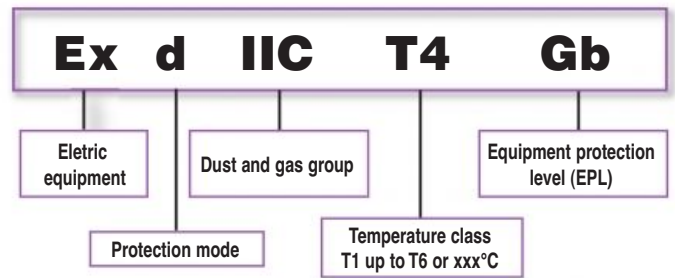 Ex d IIC T4 Gb
Eletric
equipment
Dust and gas group
Equipment protection
level (EPL)
Protection mode
Temperature class
T1 up to T6 or xxx°C